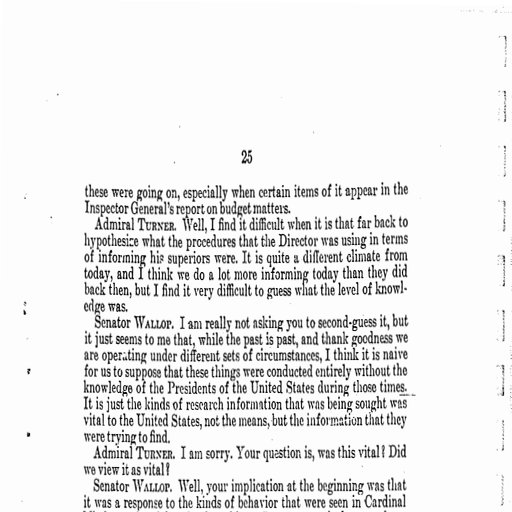 25
these were going on, especially when certain items of it appear in the
Inspector General's report on budget matters.
Admiral TURNER. Well, I find it difficult when it is that far back to
hypothesize what the procedures that the Director was using in terms
of informing his superiors were. It is quite a different climate from
today, and I think we do a lot more informing today than they did
back then, but I find it very difficult to guess what the level of knowl-
edge was.
Senator WALLOP. I am really not asking you to second-guess it, but
it just seems to me that, while the past is past, and thank goodness we
are operating under different sets of circumstances, I think it is naive
for us to suppose that these things were conducted entirely without the
knowledge of the Presidents of the United States during those times.
It is just the kinds of research information that was being sought was
vital to the United States, not the means, but the information that they
were trying to find.
Admiral TURNER. I am sorry. Your question is, was this vital? Did
we view it as vital?
Senator WALLOP. Well, your implication at the beginning was that
it was a response to the kinds of behavior that were seen in Cardinal